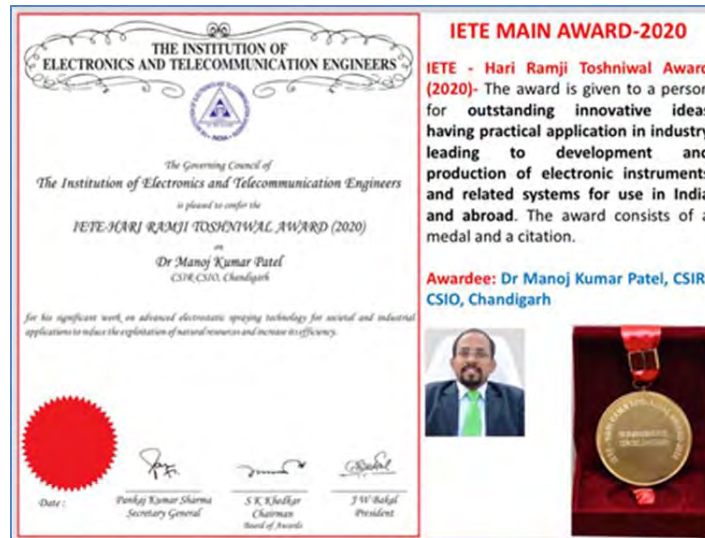 THE INSTITUTION OF
ELECTRONICS AND TELECOMMUNICATION ENGINEERS
INDIA
The Governing Council of
The Institution of Electronics and Telecommunication Engineers
is pleased to confer the
IETE-HARI RAMJI TOSHNIWAL AWARD (2020)
on
Dr Manoj Kumar Patel
CSIR-CSIO, Chandigarh
for his significant work on advanced electrostatic spraying technology for societal and industrial
applications to reduce the exploitation of natural resources and increase its efficiency.
Date :
Pankaj Kumar Sharma
Secretary General
S K Khedkar
Chairman
Board of Awards
J W Bakal
President
IETE MAIN AWARD-2020
IETE - Hari Ramji Toshniwal Award
(2020)- The award is given to a person
for outstanding innovative ideas
having practical application in industry
leading to development and
production of electronic instruments
and related systems for use in India
and abroad. The award consists of a
medal and a citation.
Awardee: Dr Manoj Kumar Patel, CSIR
CSIO, Chandigarh